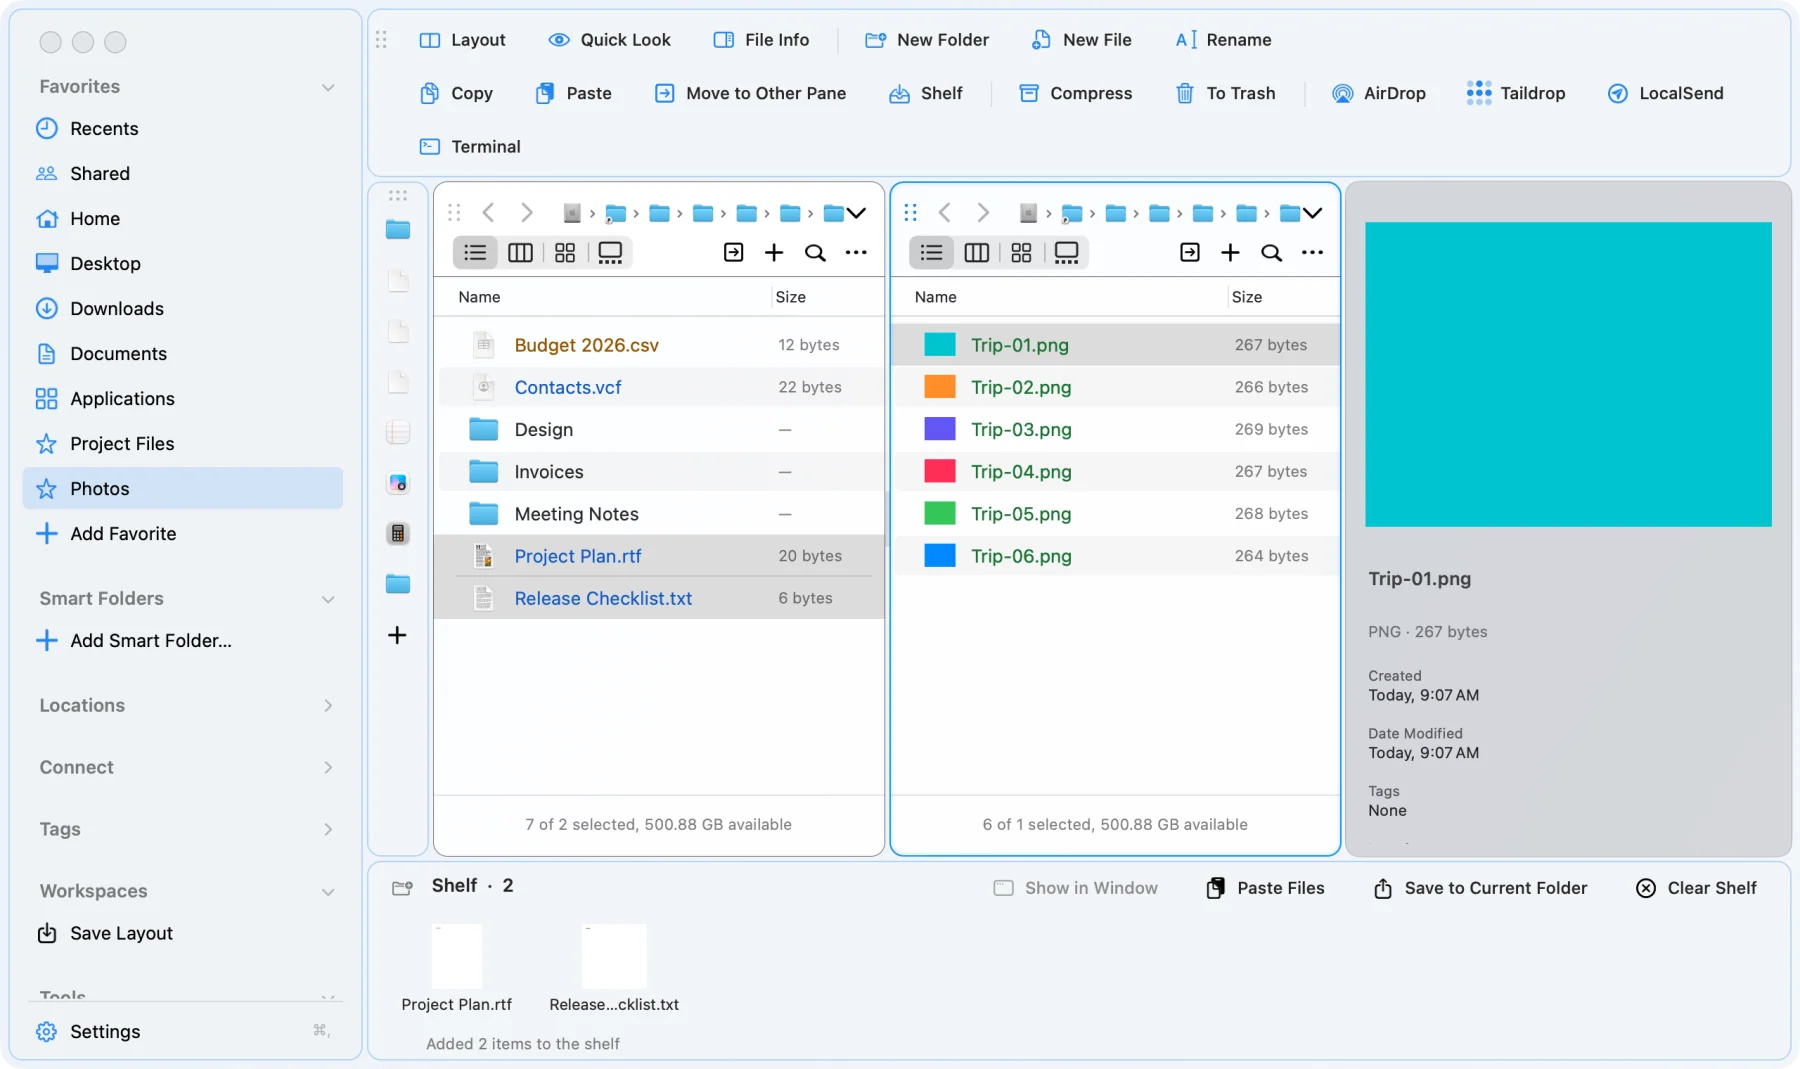 Favorites
Recents
Shared
Home
Desktop
Downloads
Documents
Applications
Project Files
Photos
Add Favorite
Smart Folders
Add Smart Folder...
Locations
Connect
Tags
Workspaces
Save Layout
Tools
Settings ⌘,
Layout Quick Look File Info New Folder New File Rename
Copy Paste Move to Other Pane Shelf Compress To Trash AirDrop Taildrop LocalSend
Terminal
Name Size
Budget 2026.csv 12 bytes
Contacts.vcf 22 bytes
Design —
Invoices —
Meeting Notes —
Project Plan.rtf 20 bytes
Release Checklist.txt 6 bytes
7 of 2 selected, 500.88 GB available
Name Size
Trip-01.png 267 bytes
Trip-02.png 266 bytes
Trip-03.png 269 bytes
Trip-04.png 267 bytes
Trip-05.png 268 bytes
Trip-06.png 264 bytes
6 of 1 selected, 500.88 GB available
Trip-01.png
PNG · 267 bytes
Created
Today, 9:07 AM
Date Modified
Today, 9:07 AM
Tags
None
Shelf · 2 Show in Window Paste Files Save to Current Folder Clear Shelf
Project Plan.rtf Release...cklist.txt
Added 2 items to the shelf